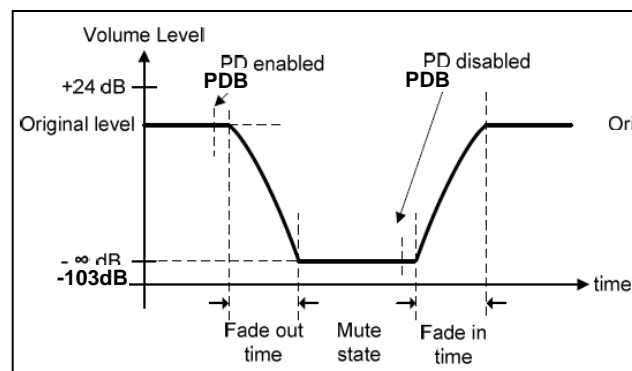 Volume Level
PD enabled
PDB
PD disabled
PDB
+24 dB
Original level
Ori
- ∞ dB
-103dB
time
Fade out
time
Mute
state
Fade in
time